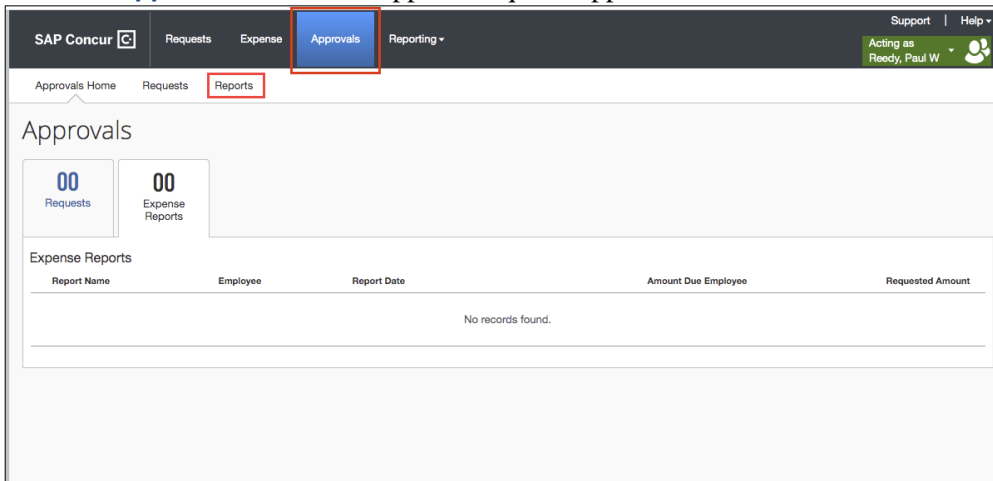 SAP Concur C Requests Expense Approvals Reporting
Support | Help
Acting as
Reedy, Paul W
Approvals Home Requests Reports
Approvals
00
Requests
00
Expense
Reports
Expense Reports
Report Name Employee Report Date Amount Due Employee Requested Amount
No records found.